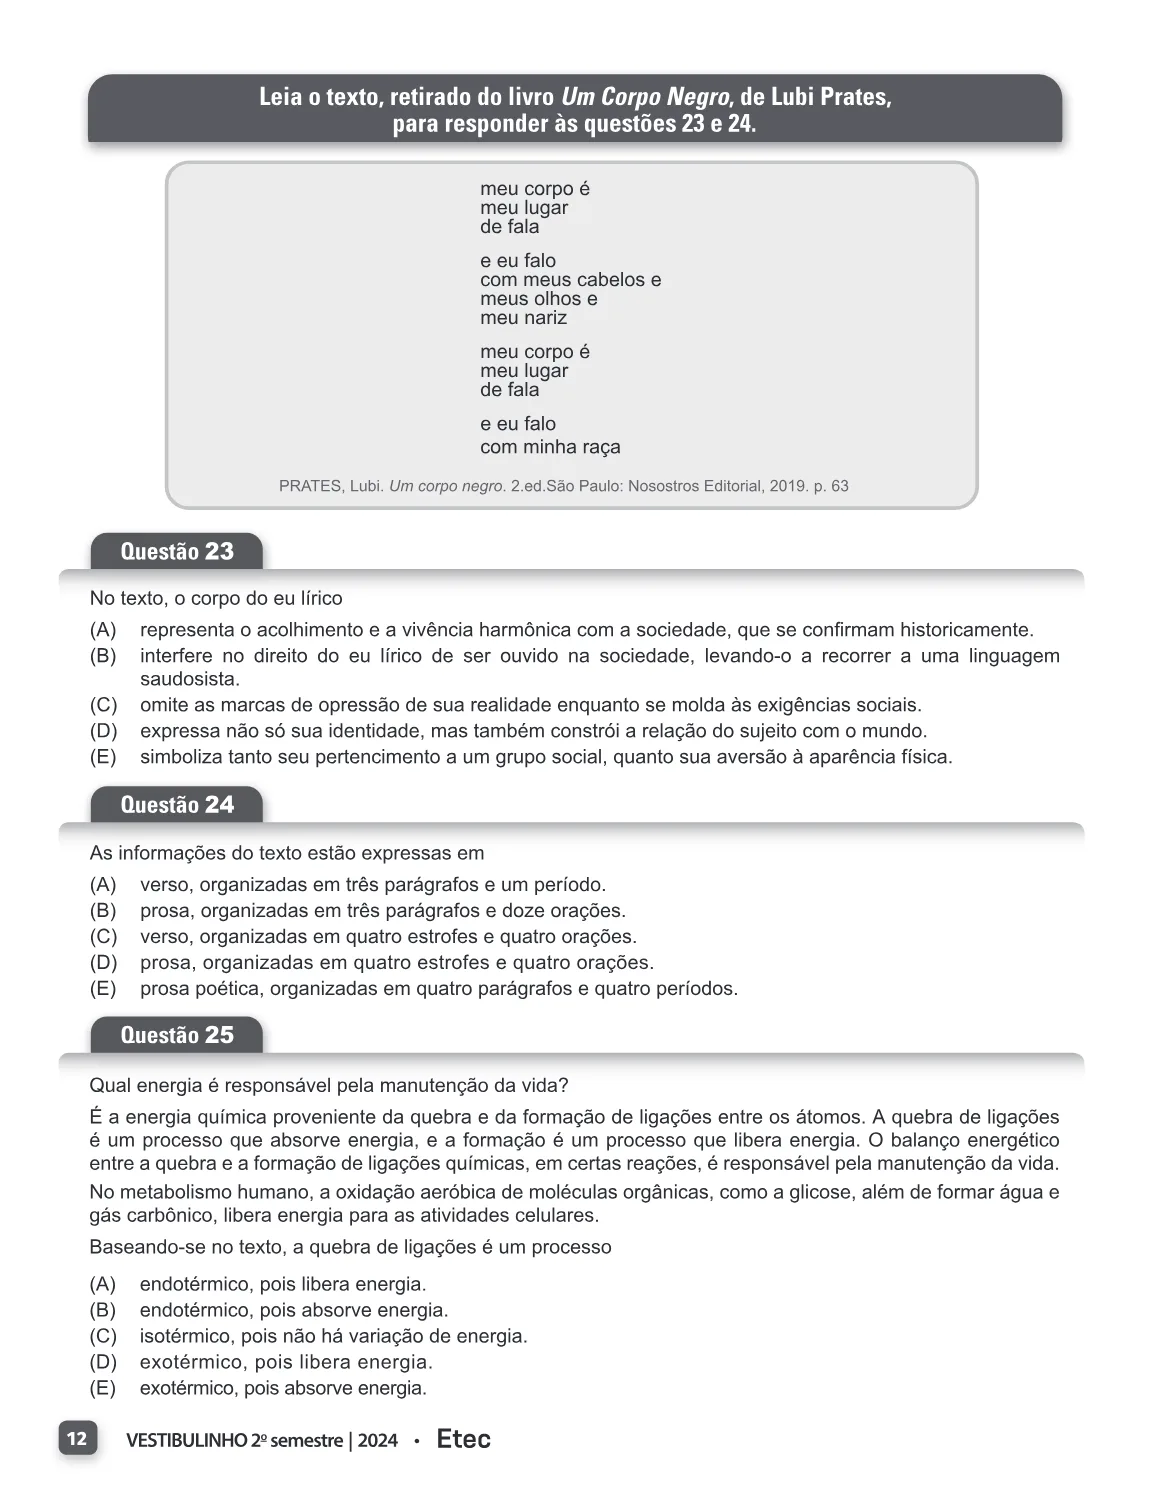 Leia o texto, retirado do livro Um Corpo Negro, de Lubi Prates,
para responder às questões 23 e 24.
meu corpo é
meu lugar
de fala
e eu falo
com meus cabelos e
meus olhos e
meu nariz
meu corpo é
meu lugar
de fala
e eu falo
com minha raça
PRATES, Lubi. Um corpo negro. 2.ed.São Paulo: Nosostros Editorial, 2019. p. 63
Questão 23
No texto, o corpo do eu lírico
(A) representa o acolhimento e a vivência harmônica com a sociedade, que se confirmam historicamente.
(B) interfere no direito do eu lírico de ser ouvido na sociedade, levando-o a recorrer a uma linguagem
saudosista.
(C) omite as marcas de opressão de sua realidade enquanto se molda às exigências sociais.
(D) expressa não só sua identidade, mas também constrói a relação do sujeito com o mundo.
(E) simboliza tanto seu pertencimento a um grupo social, quanto sua aversão à aparência física.
Questão 24
As informações do texto estão expressas em
(A) verso, organizadas em três parágrafos e um período.
(B) prosa, organizadas em três parágrafos e doze orações.
(C) verso, organizadas em quatro estrofes e quatro orações.
(D) prosa, organizadas em quatro estrofes e quatro orações.
(E) prosa poética, organizadas em quatro parágrafos e quatro períodos.
Questão 25
Qual energia é responsável pela manutenção da vida?
É a energia química proveniente da quebra e da formação de ligações entre os átomos. A quebra de ligações
é um processo que absorve energia, e a formação é um processo que libera energia. O balanço energético
entre a quebra e a formação de ligações químicas, em certas reações, é responsável pela manutenção da vida.
No metabolismo humano, a oxidação aeróbica de moléculas orgânicas, como a glicose, além de formar água e
gás carbônico, libera energia para as atividades celulares.
Baseando-se no texto, a quebra de ligações é um processo
(A) endotérmico, pois libera energia.
(B) endotérmico, pois absorve energia.
(C) isotérmico, pois não há variação de energia.
(D) exotérmico, pois libera energia.
(E) exotérmico, pois absorve energia.
12 VESTIBULINHO 2º semestre | 2024 • Etec